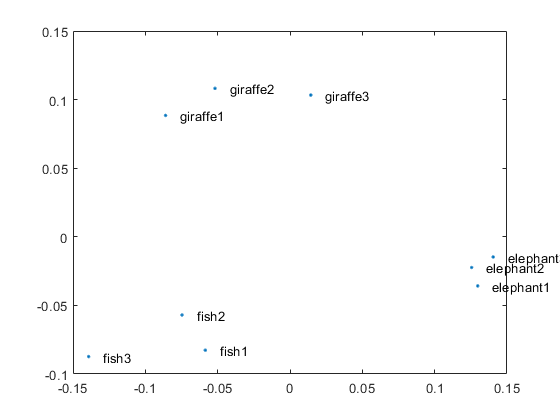 0.15
giraffe2
giraffe3
0.1
giraffe1
0.05
0
elephant
elephant2
elephant1
-0.05
fish2
fish1
fish3
-0.1
-0.15 -0.1 -0.05 0 0.05 0.1 0.15